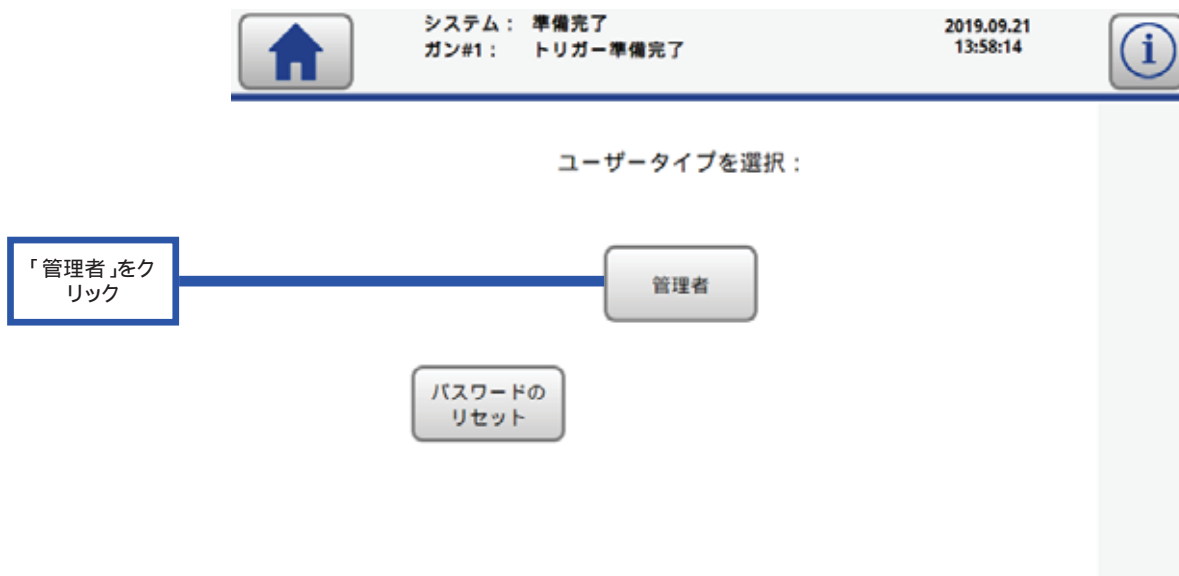 システム： 準備完了
ガン#1： トリガー準備完了
2019.09.21
13:58:14
i
ユーザータイプを選択：
「管理者」をク
リック
管理者
パスワードの
リセット